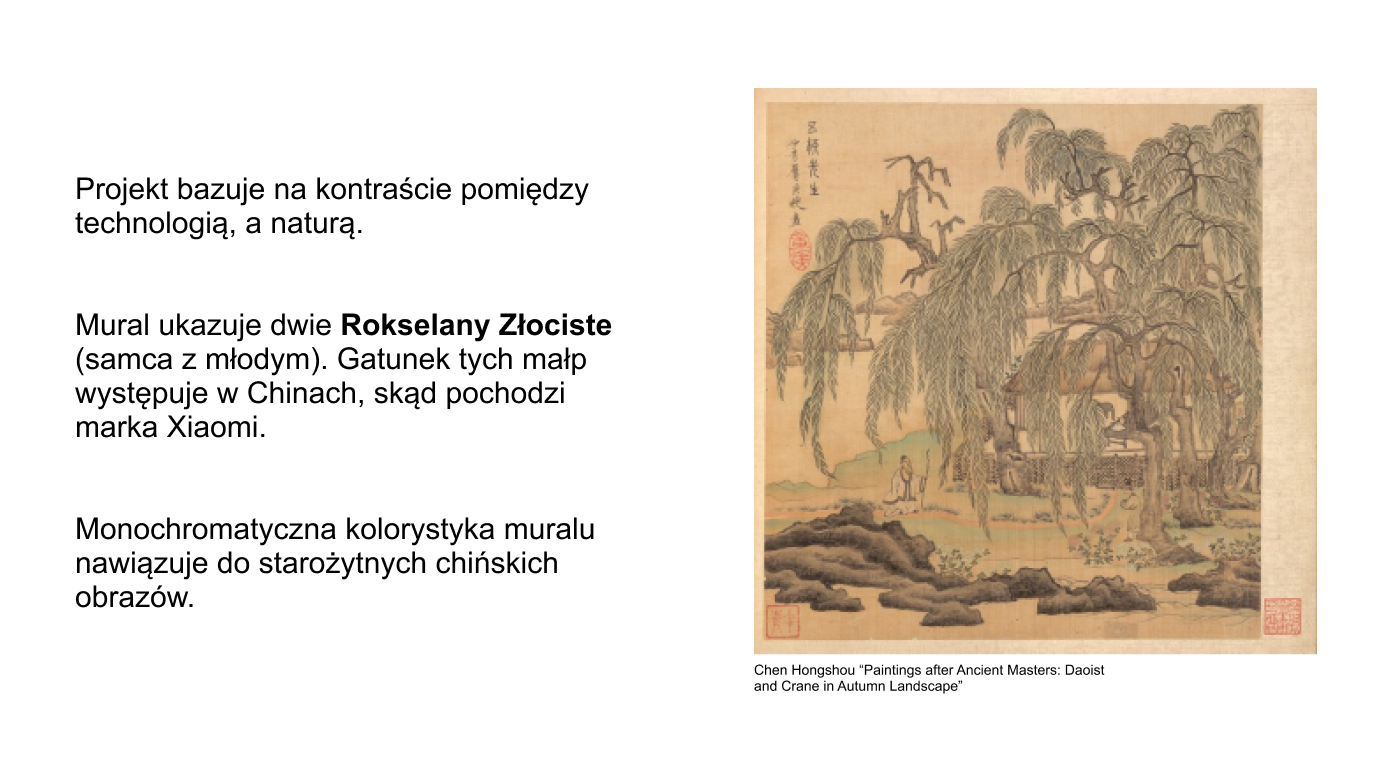 Projekt bazuje na kontraście pomiędzy
technologią, a naturą.
Mural ukazuje dwie Rokselany Złociste
(samca z młodym). Gatunek tych małp
występuje w Chinach, skąd pochodzi
marka Xiaomi.
Monochromatyczna kolorystyka muralu
nawiązuje do starożytnych chińskich
obrazów.
Chen Hongshou “Paintings after Ancient Masters: Daoist
and Crane in Autumn Landscape”